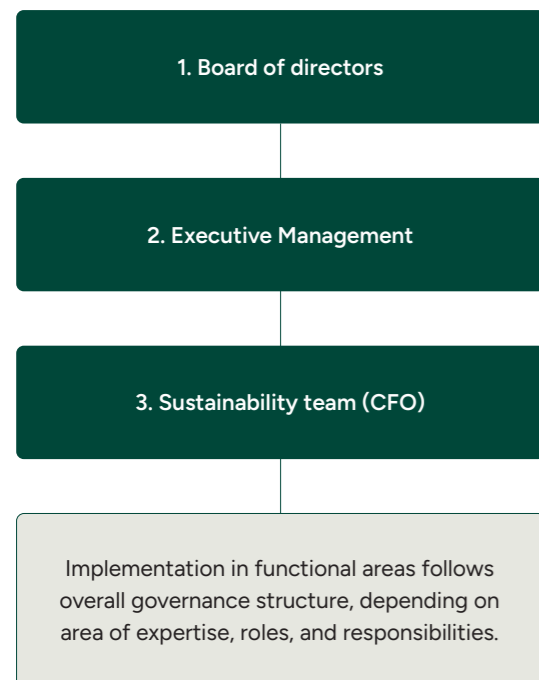 1. Board of directors
2. Executive Management
3. Sustainability team (CFO)
Implementation in functional areas follows
overall governance structure, depending on
area of expertise, roles, and responsibilities.